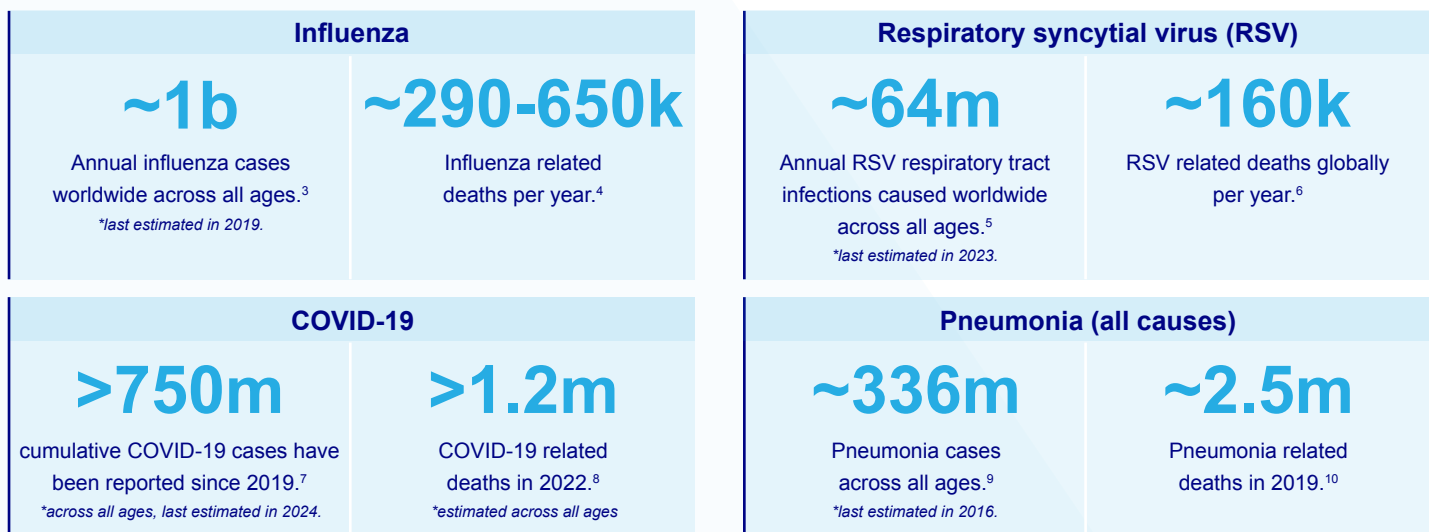 Influenza
~1b
Annual influenza cases
worldwide across all ages.3
*last estimated in 2019.
~290-650k
Influenza related
deaths per year.4
Respiratory syncytial virus (RSV)
~64m
Annual RSV respiratory tract
infections caused worldwide
across all ages.5
*last estimated in 2023.
~160k
RSV related deaths globally
per year.6
COVID-19
>750m
cumulative COVID-19 cases have
been reported since 2019.7
*across all ages, last estimated in 2024.
>1.2m
COVID-19 related
deaths in 2022.8
*estimated across all ages
Pneumonia (all causes)
~336m
Pneumonia cases
across all ages.9
*last estimated in 2016.
~2.5m
Pneumonia related
deaths in 2019.10